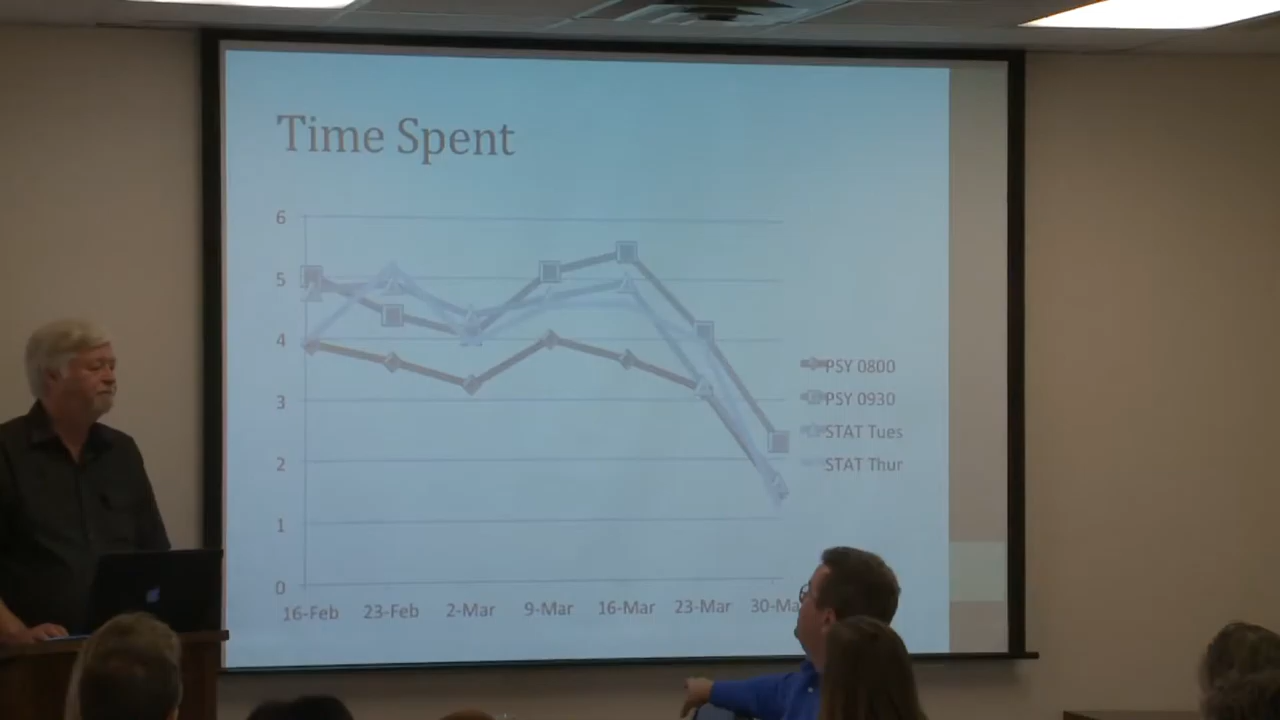 Time Spent
6
5
4
3
2
1
0
16-Feb 23-Feb 2-Mar 9-Mar 16-Mar 23-Mar
PSY 0800
PSY 0930
STAT Tues
STAT Thur